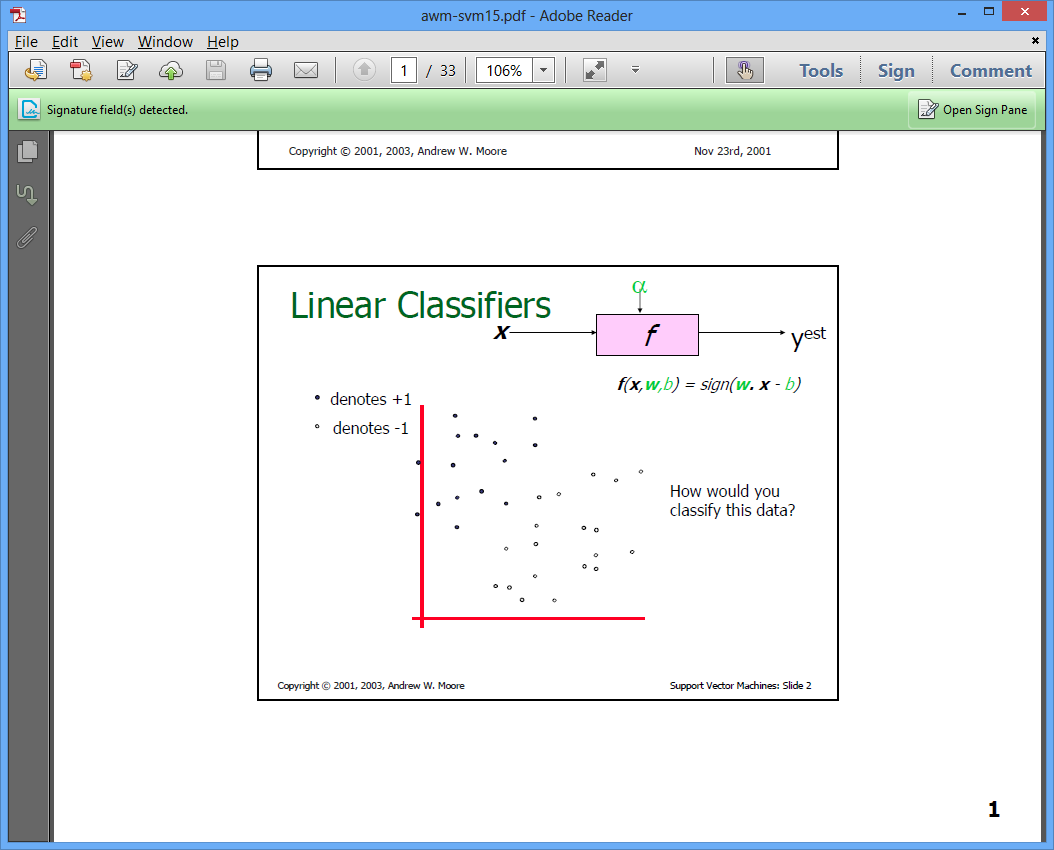 awm-svm15.pdf - Adobe Reader
File Edit View Window Help
1 / 33 106% Tools Sign Comment
Signature field(s) detected. Open Sign Pane
Copyright © 2001, 2003, Andrew W. Moore Nov 23rd, 2001
α
Linear Classifiers
x f yest
f(x,w,b) = sign(w. x - b)
denotes +1
denotes -1
How would you
classify this data?
Copyright © 2001, 2003, Andrew W. Moore Support Vector Machines: Slide 2
1